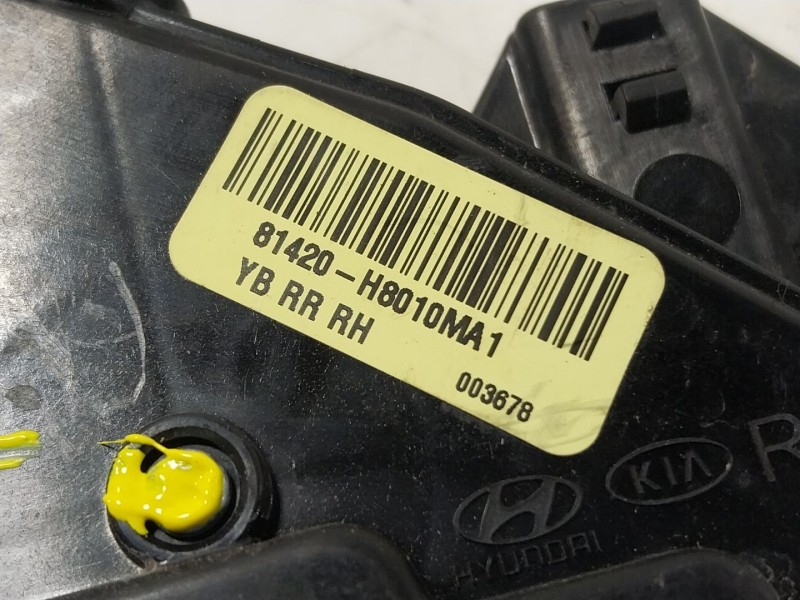 81420-H8010MA1
YB RR RH
003678
KIA R
HYUNDAI